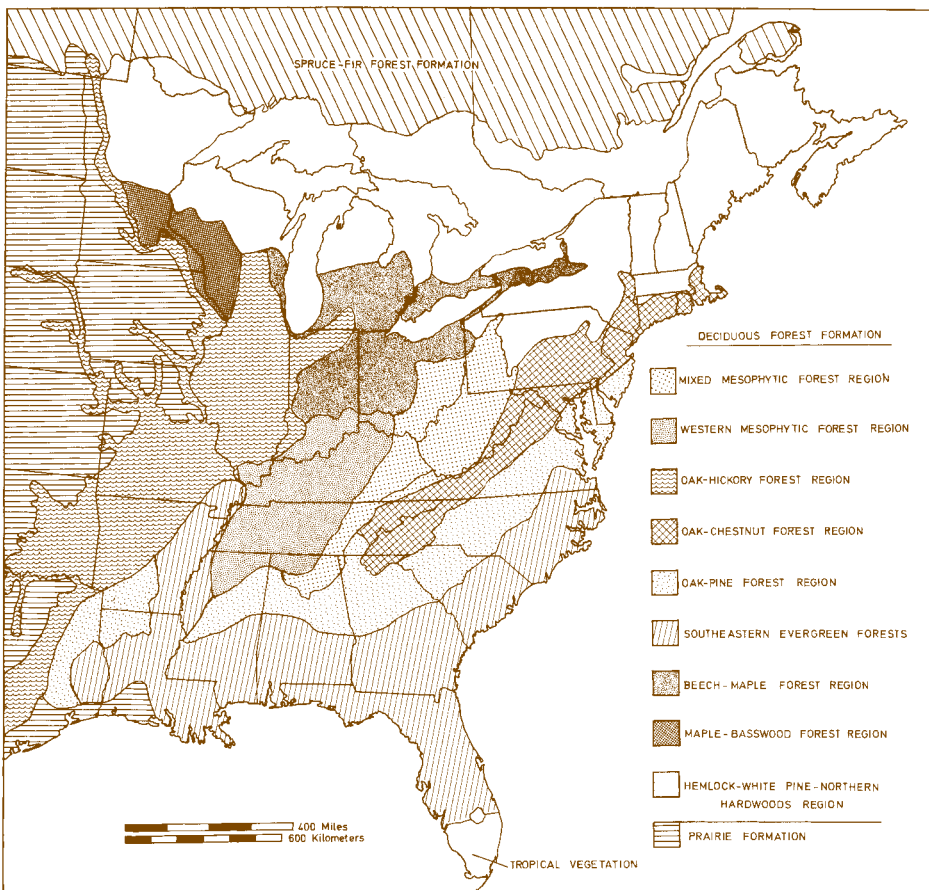 SPRUCE-FIR FOREST FORMATION
DECIDUOUS FOREST FORMATION
MIXED MESOPHYTIC FOREST REGION
WESTERN MESOPHYTIC FOREST REGION
OAK-HICKORY FOREST REGION
OAK-CHESTNUT FOREST REGION
OAK-PINE FOREST REGION
SOUTHEASTERN EVERGREEN FORESTS
BEECH-MAPLE FOREST REGION
MAPLE-BASSWOOD FOREST REGION
HEMLOCK-WHITE PINE-NORTHERN
HARDWOODS REGION
PRAIRIE FORMATION
400 Miles
600 Kilometers
TROPICAL VEGETATION